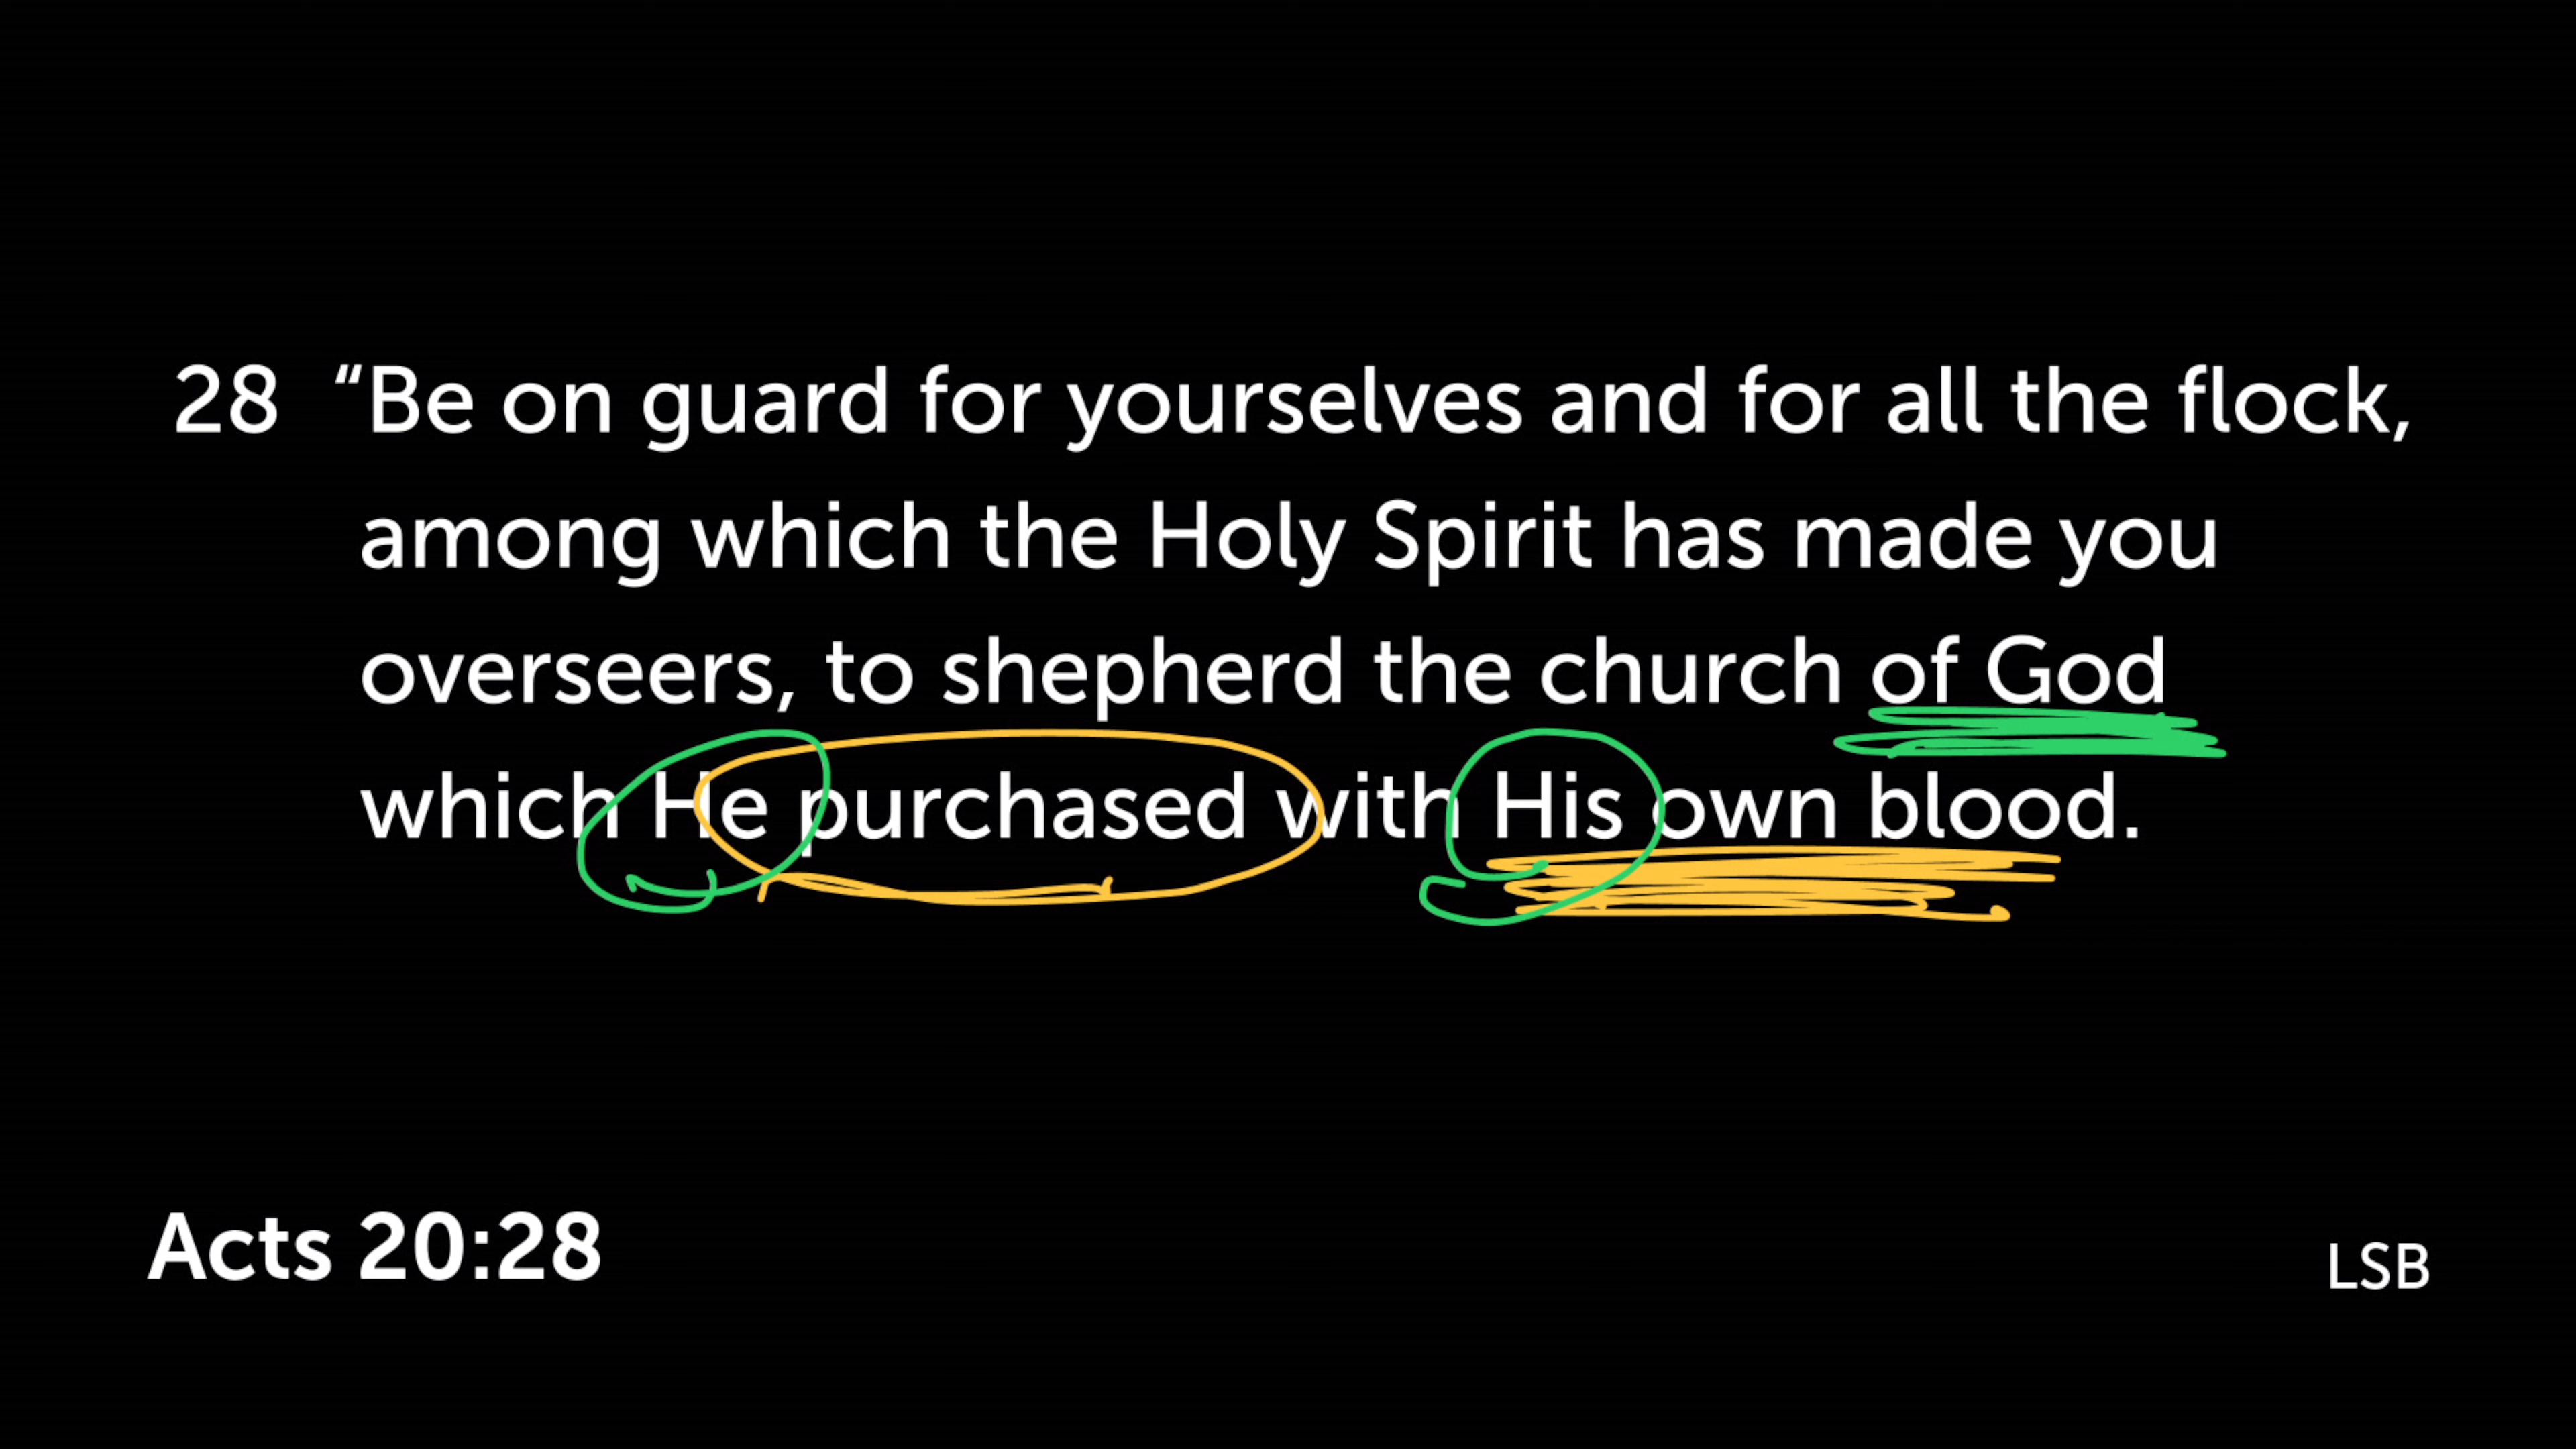 28 “Be on guard for yourselves and for all the flock,
among which the Holy Spirit has made you
overseers, to shepherd the church of God
which He purchased with His own blood.
Acts 20:28
LSB